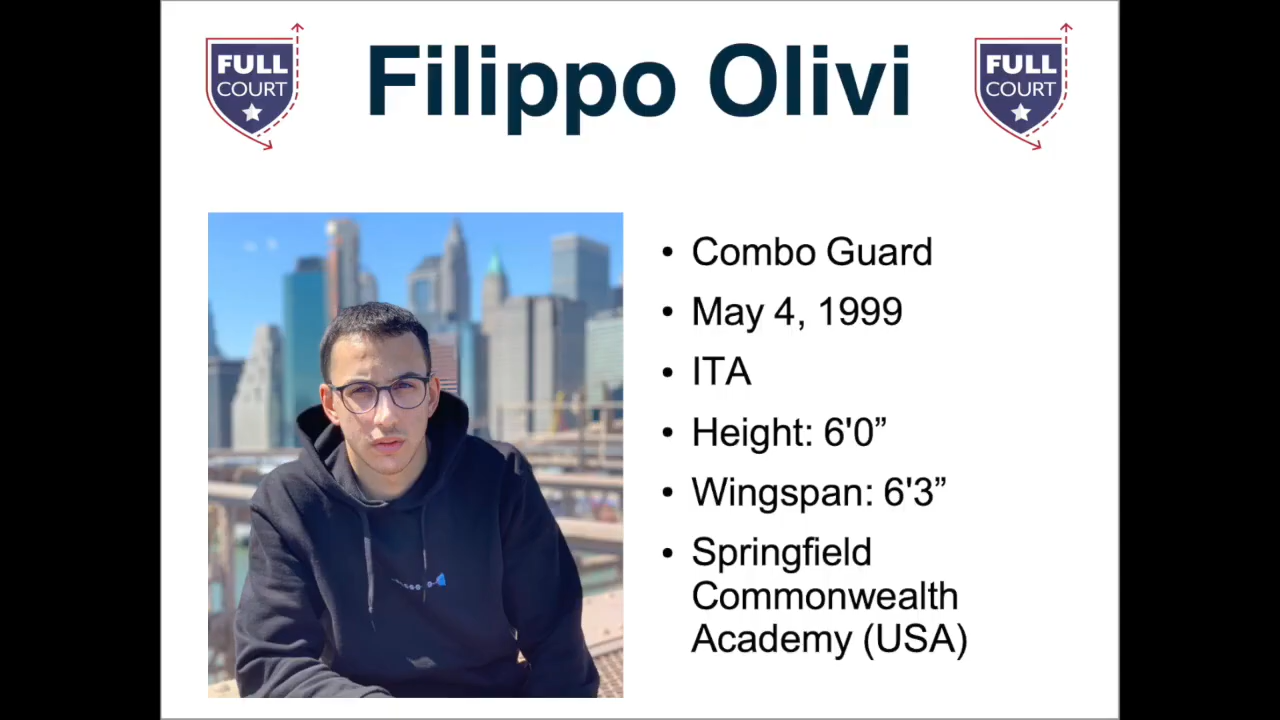 FULL
COURT
Filippo Olivi
FULL
COURT
• Combo Guard
• May 4, 1999
• ITA
• Height: 6'0”
• Wingspan: 6'3”
• Springfield
Commonwealth
Academy (USA)